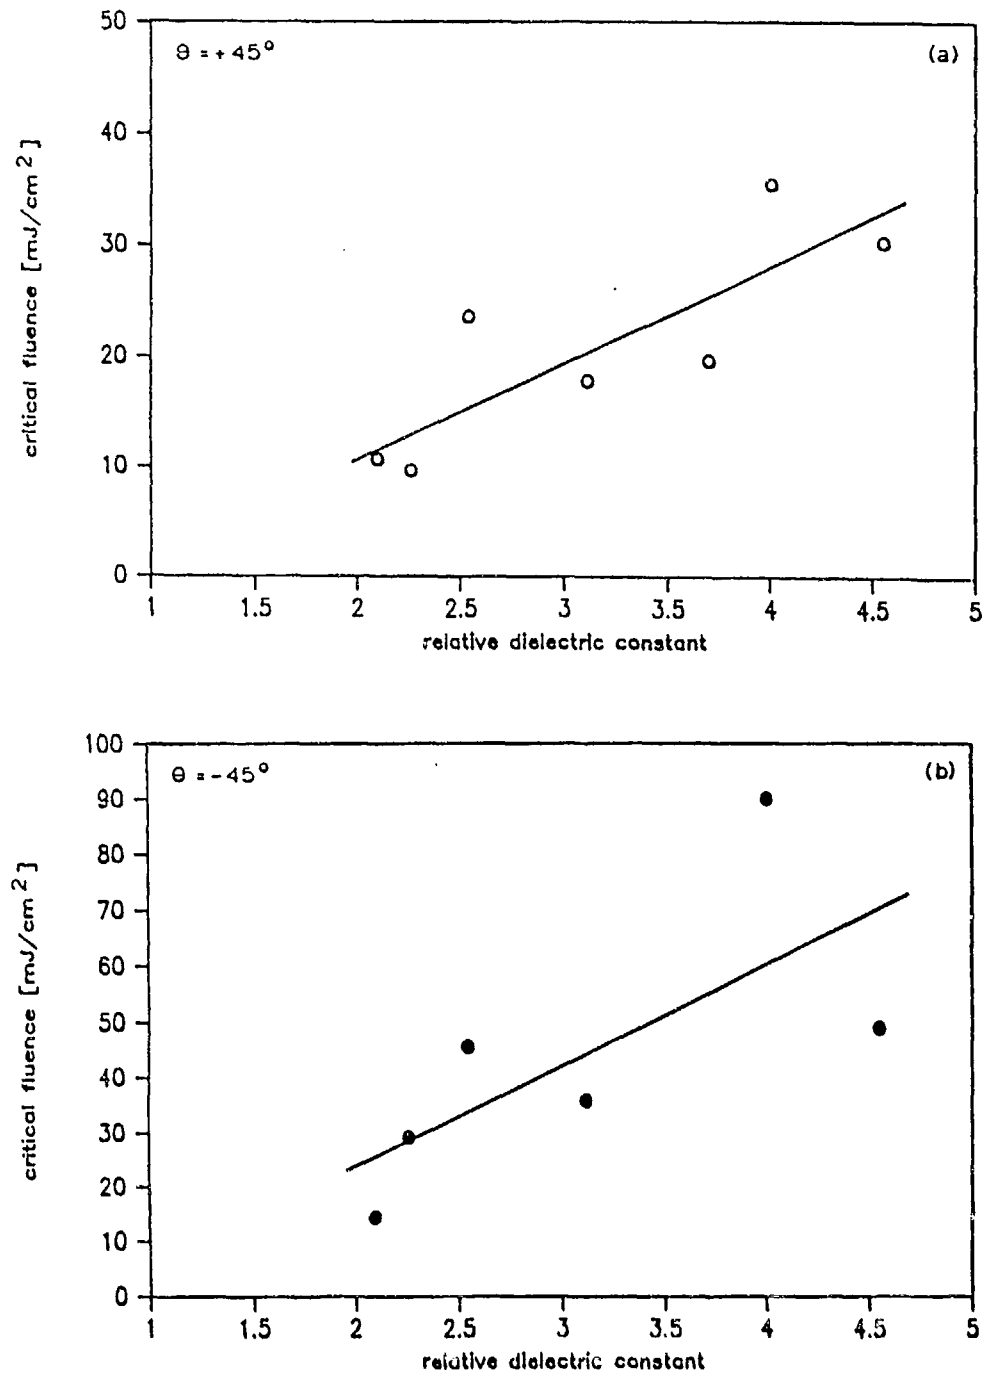 50
θ = +45°
(a)
40
30
20
10
0
critical fluence [mJ/cm²]
1 1.5 2 2.5 3 3.5 4 4.5 5
relative dielectric constant
100
θ = -45°
(b)
90
80
70
60
50
40
30
20
10
0
critical fluence [mJ/cm²]
1 1.5 2 2.5 3 3.5 4 4.5 5
relative dielectric constant